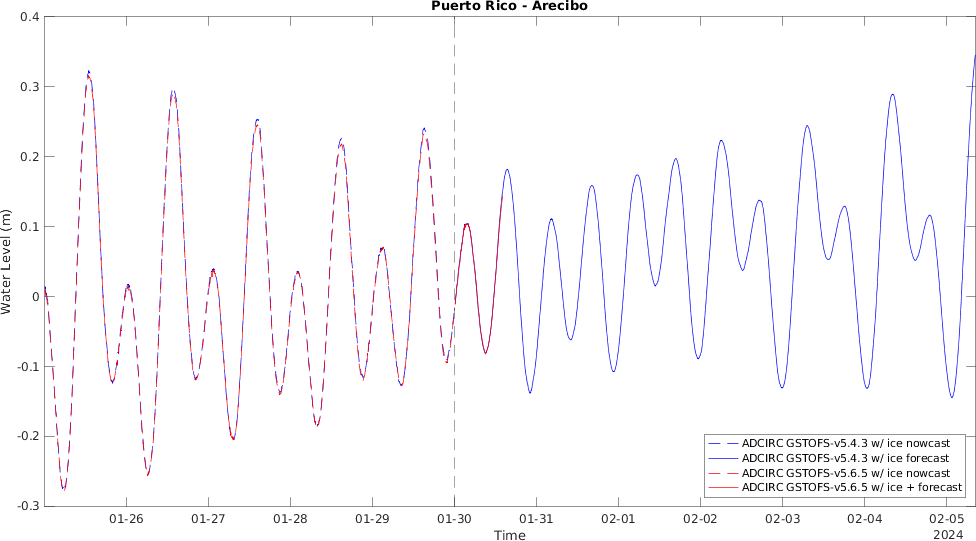 Puerto Rico - Arecibo
0.4
0.3
0.2
0.1
0
-0.1
-0.2
-0.3
Water Level (m)
ADCIRC GSTOFS-v5.4.3 w/ ice nowcast
ADCIRC GSTOFS-v5.4.3 w/ ice forecast
ADCIRC GSTOFS-v5.6.5 w/ ice nowcast
ADCIRC GSTOFS-v5.6.5 w/ ice + forecast
01-26 01-27 01-28 01-29 01-30 01-31 02-01 02-02 02-03 02-04 02-05
Time 2024